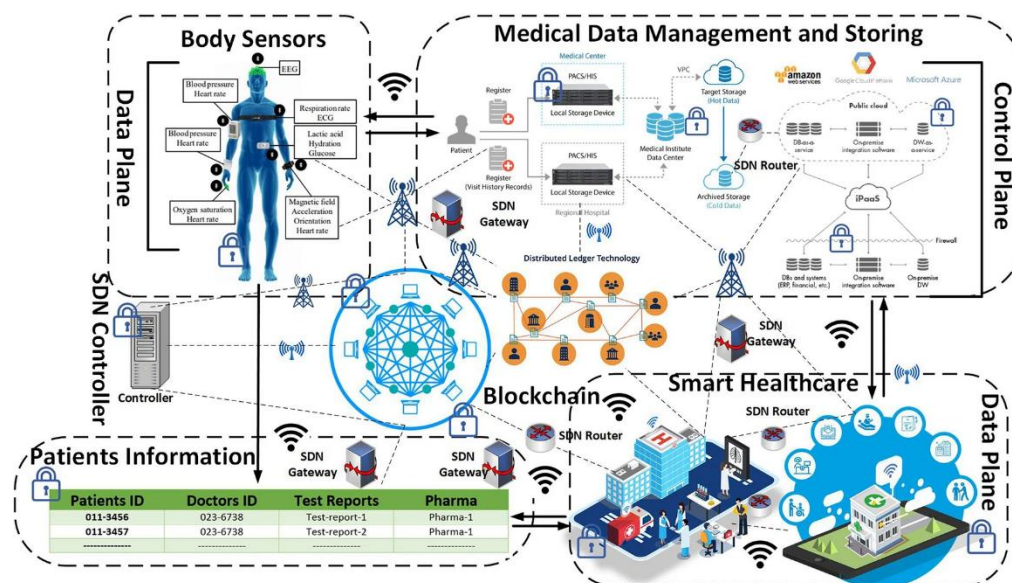 Body Sensors
EEG
Blood pressure
Heart rate
Respiration rate
ECG
Blood pressure
Heart rate
Lactic acid
Hydration
Glucose
Oxygen saturation
Heart rate
Magnetic field
Acceleration
Orientation
Heart rate
Data Plane
Medical Data Management and Storing
Medical Center
PACS/HIS
Local Storage Device
Register
Patient
Register
(Visit History Records)
PACS/HIS
Local Storage Device
Regional Hospital
VPC
Medical Institute
Data Center
Target Storage
(Hot Data)
SDN Router
Archived Storage
(Cold Data)
amazon
web services
Google Cloud Platform
Microsoft Azure
Public cloud
DB-as-a-
service
On-premise
integration software
DW-as-
a-service
iPaaS
Firewall
DBs and systems
(ERP, financial, etc.)
On-premise
integration software
On-premise
DW
Control Plane
SDN
Gateway
Distributed Ledger Technology
SDN Controller
Controller
Blockchain
SDN
Gateway
SDN Router
SDN
Gateway
SDN
Gateway
Smart Healthcare
SDN Router
Data Plane
Patients Information
Patients ID
Doctors ID
Test Reports
Pharma
011-3456
023-6738
Test-report-1
Pharma-1
011-3457
023-6738
Test-report-2
Pharma-1
--------------
-------------
--------------
--------------
H